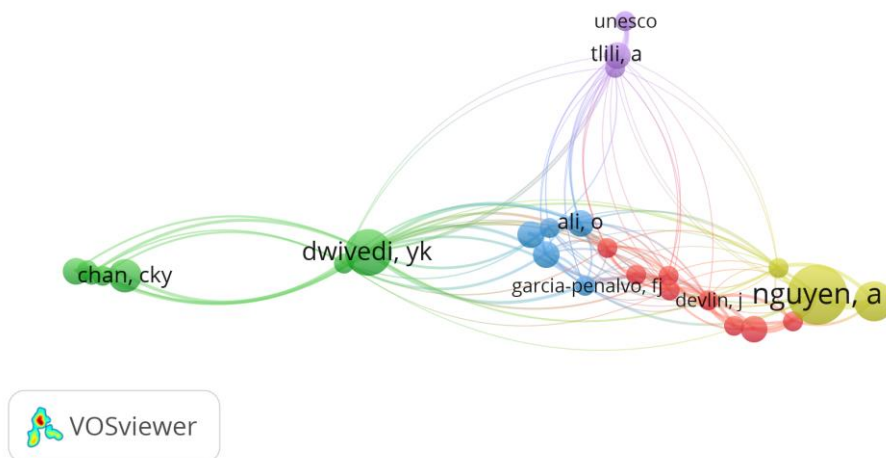 unesco
tlili, a
ali, o
dwivedi, yk
chan, cky
garcia-penalvo, fj
devlin, j
nguyen, a
VOSviewer